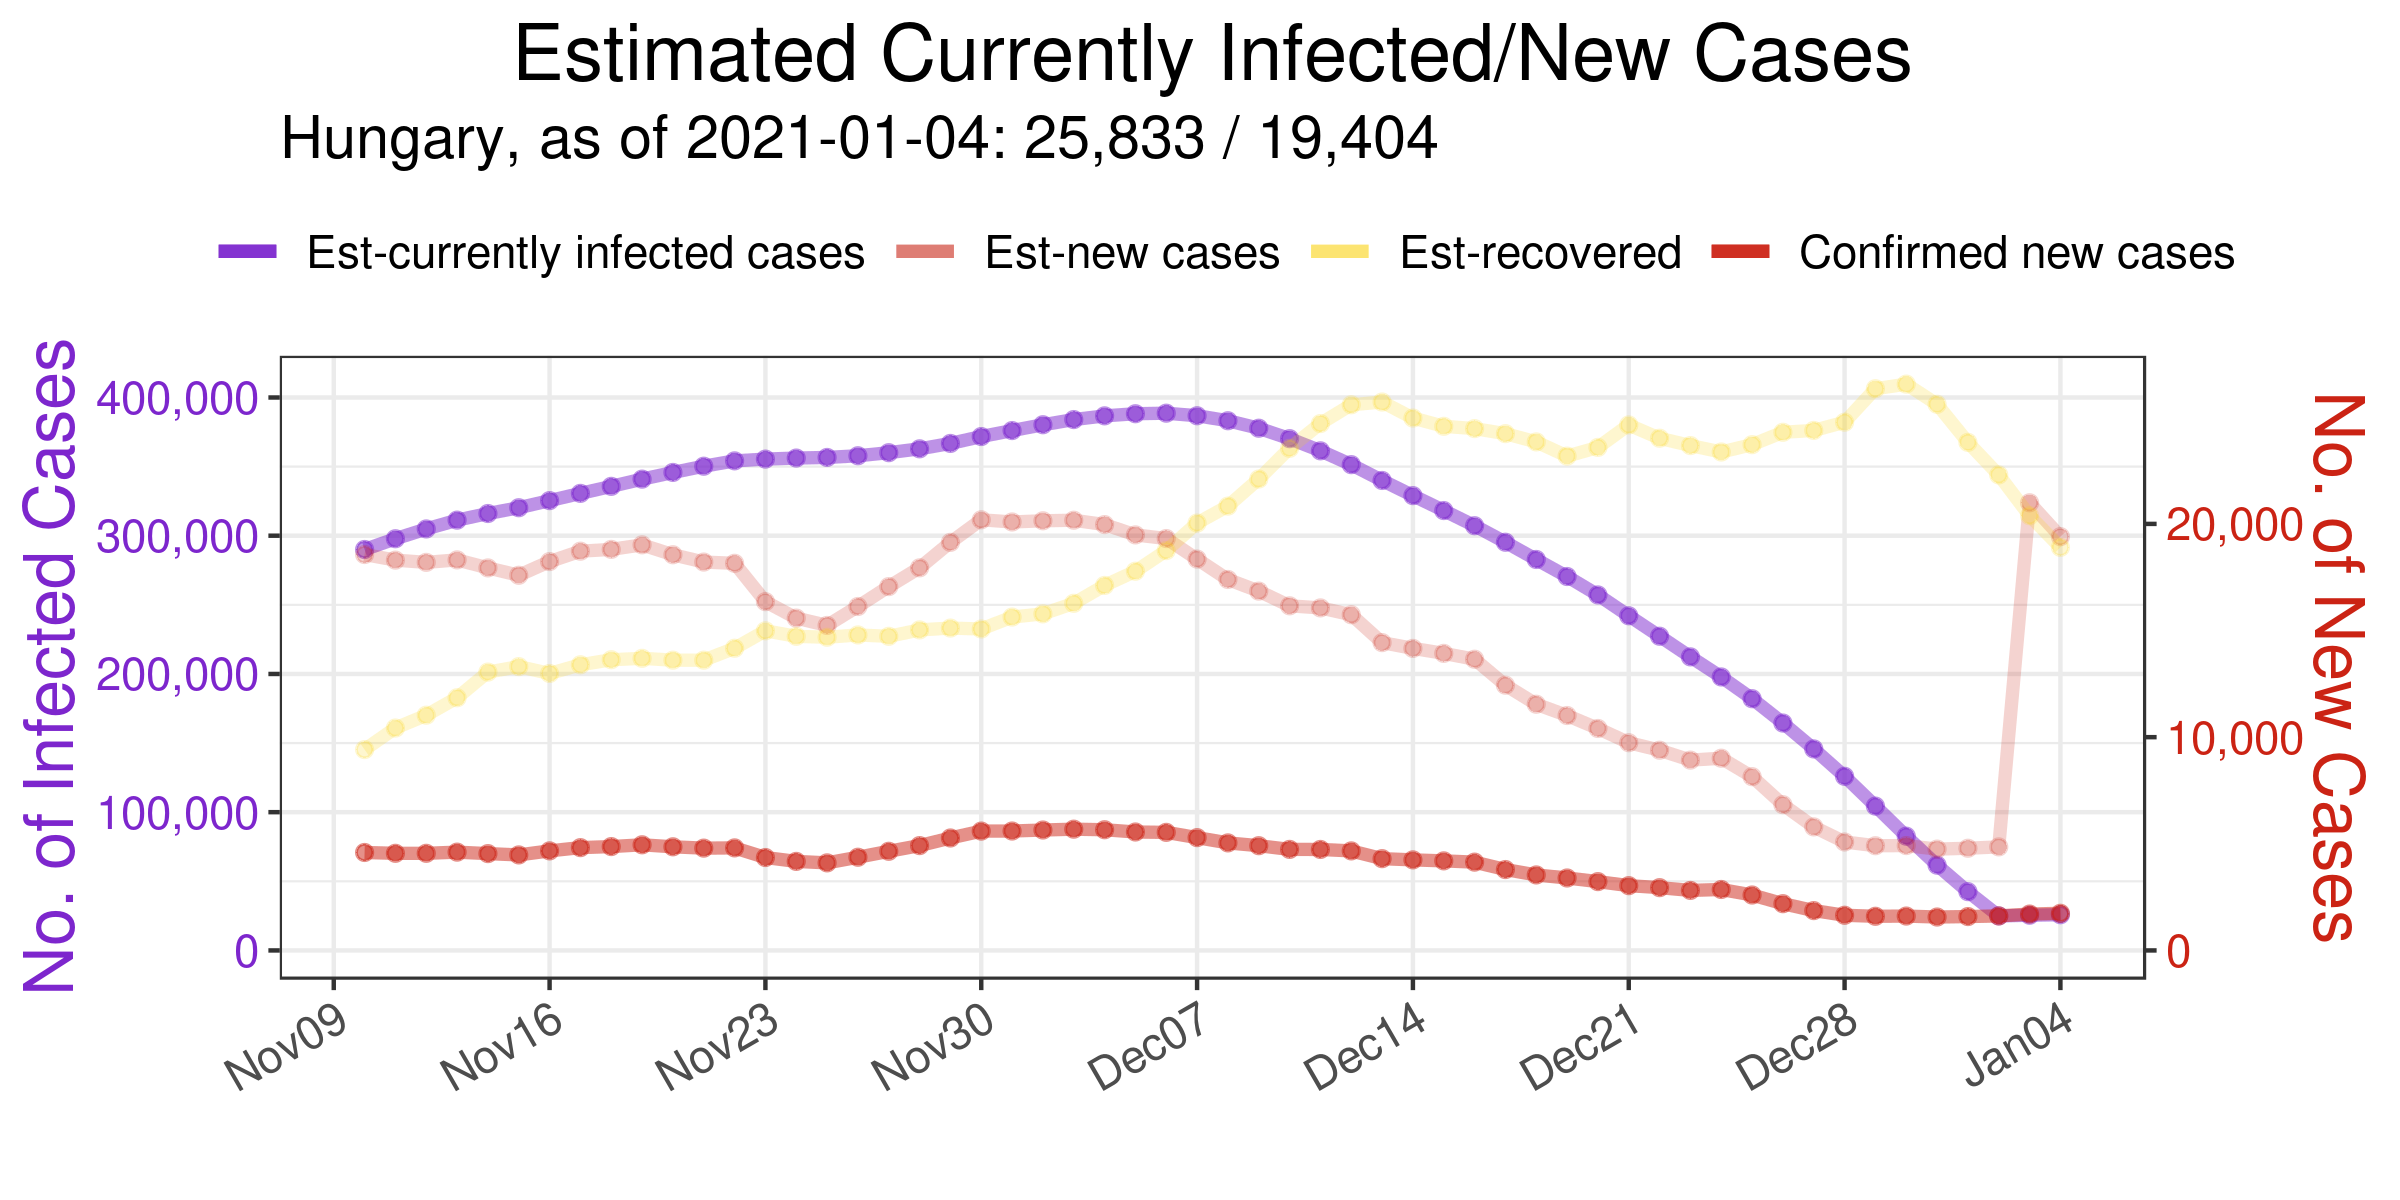 Estimated Currently Infected/New Cases
Hungary, as of 2021-01-04: 25,833 / 19,404
Est-currently infected cases Est-new cases Est-recovered Confirmed new cases
No. of Infected Cases
400,000
300,000
200,000
100,000
0
No. of New Cases
20,000
10,000
0
Nov09 Nov16 Nov23 Nov30 Dec07 Dec14 Dec21 Dec28 Jan04